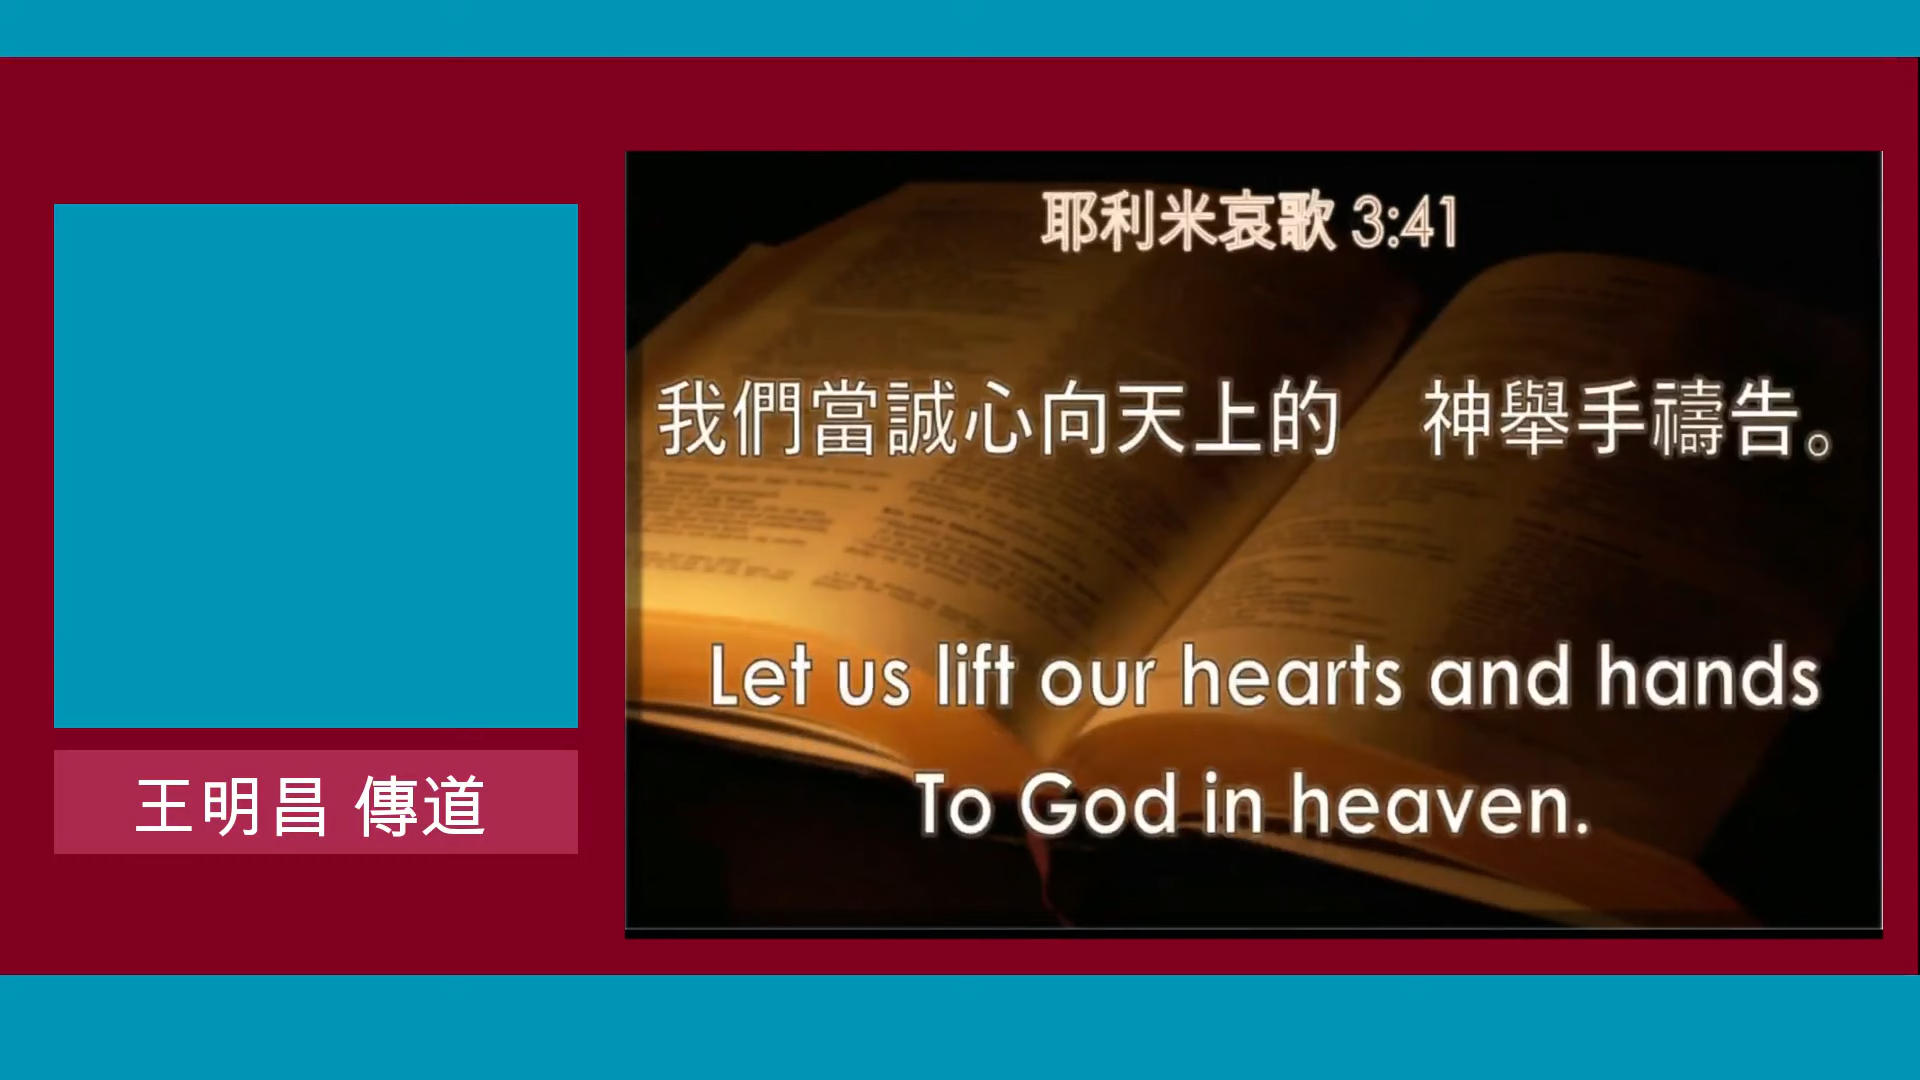 耶利米哀歌 3:41
我們當誠心向天上的　神舉手禱告。
Let us lift our hearts and hands
To God in heaven.
王明昌 傳道